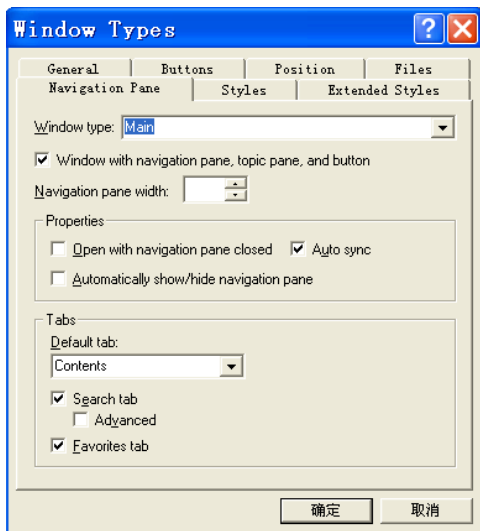 Window Types
General Buttons Position Files
Navigation Pane Styles Extended Styles
Window type: Main
Window with navigation pane, topic pane, and button
Navigation pane width:
Properties
Open with navigation pane closed Auto sync
Automatically show/hide navigation pane
Tabs
Default tab:
Contents
Search tab
Advanced
Favorites tab
确定 取消